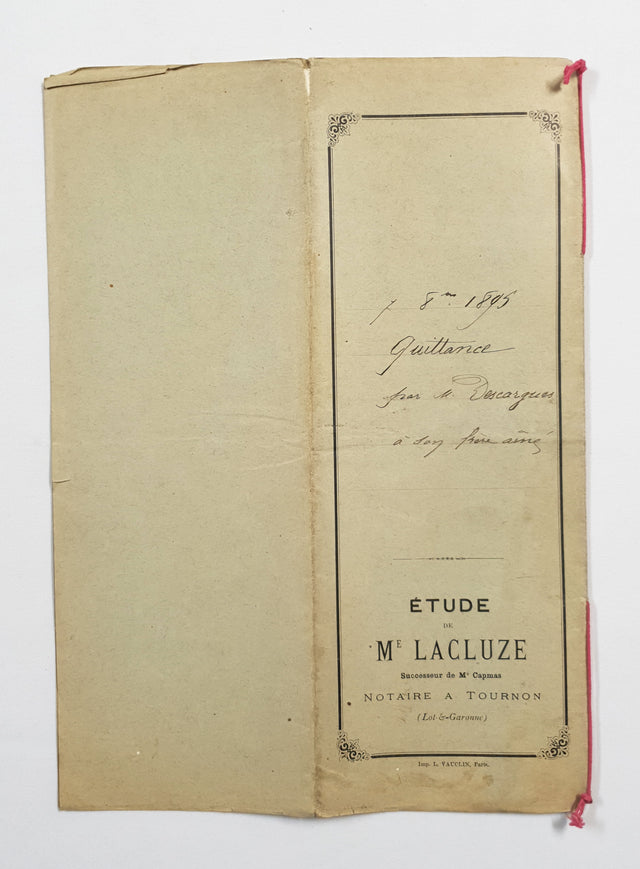 7 8bre 1895
Quittance
par M. Descargues
à son frère aîné
ÉTUDE
DE
Me LACLUZE
Successeur de Me Capmas
NOTAIRE A TOURNON
(Lot-&-Garonne)
Imp. L. VAUCLIN, Paris.